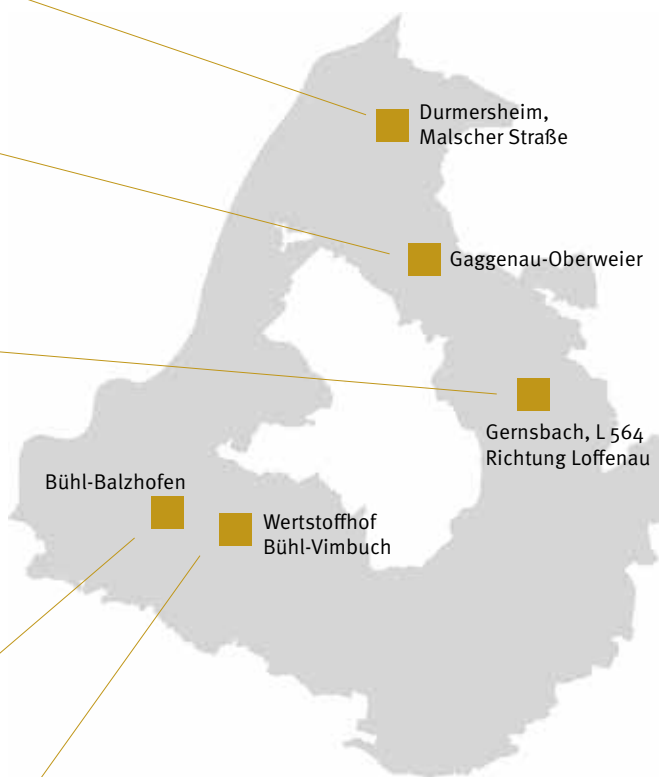 Durmersheim,
Malscher Straße
Gaggenau-Oberweier
Gernsbach, L 564
Richtung Loffenau
Bühl-Balzhofen
Wertstoffhof
Bühl-Vimbuch